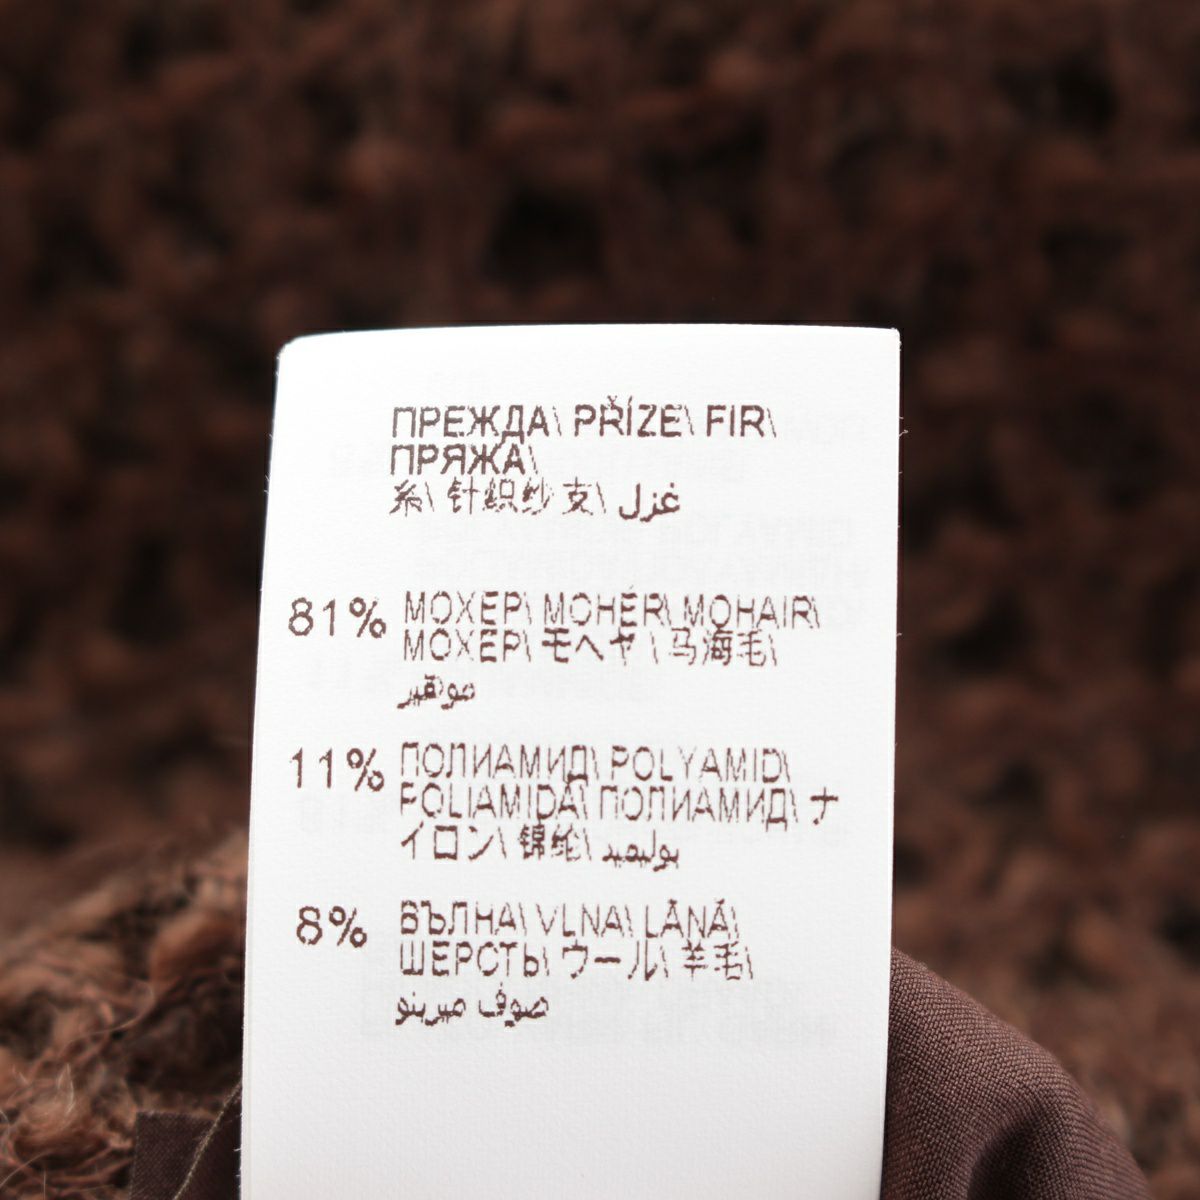 ПРЕЖДА\ PŘÍZE\ FIR\
ПРЯЖА\
糸\ 针织纱支\ غزل
81% МОХЕР\ MOHÉR\ MOHAIR\
МОХЕР\ モヘヤ \ 马海毛\
موهير
11% ПОЛИАМИД\ POLYAMID\
POLIAMIDĂ\ ПОЛИАМИД\ ナ
イロン\ 锦纶\ بوليميد
8% ВЪЛНА\ VLNA\ LÂNĂ\
ШЕРСТЬ\ ウール\ 羊毛\
صوف ميرينو